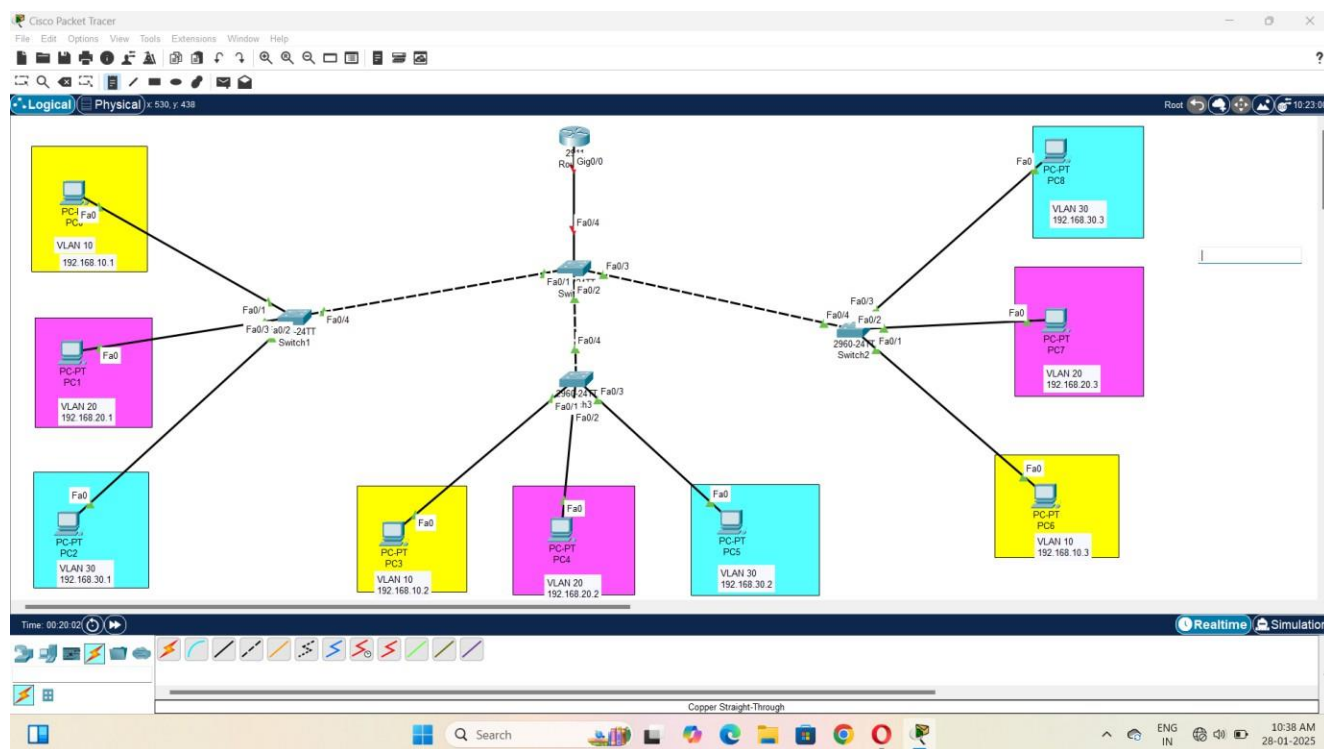 Cisco Packet Tracer
File Edit Options View Tools Extensions Window Help
?
Logical Physical x: 530, y: 438
Root 10:23:0
Gig0/0
Fa0/4
Fa0
VLAN 10
192.168.10.1
Fa0
PC-PT
PC1
VLAN 20
192.168.20.1
Fa0
PC-PT
PC2
VLAN 30
192.168.30.1
Fa0/1
Fa0/3
-24TT
Fa0/4
Switch1
Fa0/3
Fa0/1
Fa0/2
Fa0/4
Fa0/3
Fa0/1
Fa0/2
Fa0
PC-PT
PC3
VLAN 10
192.168.10.2
Fa0
PC-PT
PC4
VLAN 20
192.168.20.2
Fa0
PC-PT
PC5
VLAN 30
192.168.30.2
Fa0/3
Fa0/4 Fa0/2
Fa0/1
Switch2
Fa0
PC-PT
PC8
VLAN 30
192.168.30.3
Fa0
PC-PT
PC7
VLAN 20
192.168.20.3
Fa0
PC-PT
PC6
VLAN 10
192.168.10.3
Time: 00:20:02
Realtime Simulation
Copper Straight-Through
Search
ENG
IN
10:38 AM
28-01-2025